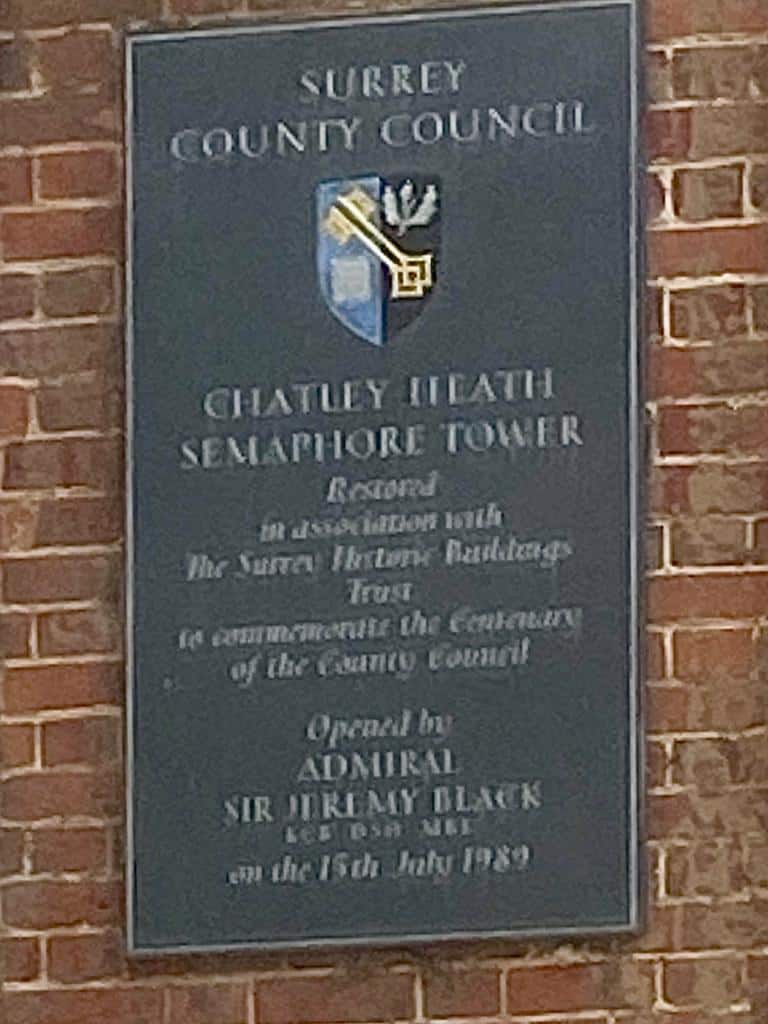 SURREY
COUNTY COUNCIL
CHATLEY HEATH
SEMAPHORE TOWER
Restored
in association with
The Surrey Historic Buildings
Trust
to commemorate the Centenary
of the County Council
Opened by
ADMIRAL
SIR JEREMY BLACK
KCB DSO MBE
on the 15th July 1989